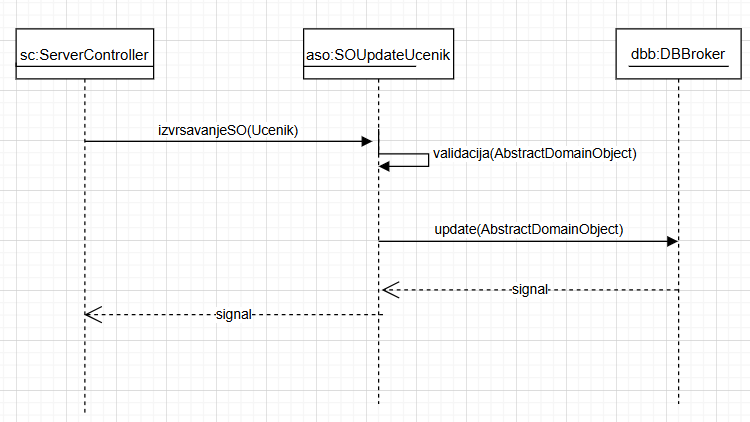 sc:ServerController
aso:SOUpdateUcenik
dbb:DBBroker
izvrsavanjeSO(Ucenik)
validacija(AbstractDomainObject)
update(AbstractDomainObject)
signal
signal